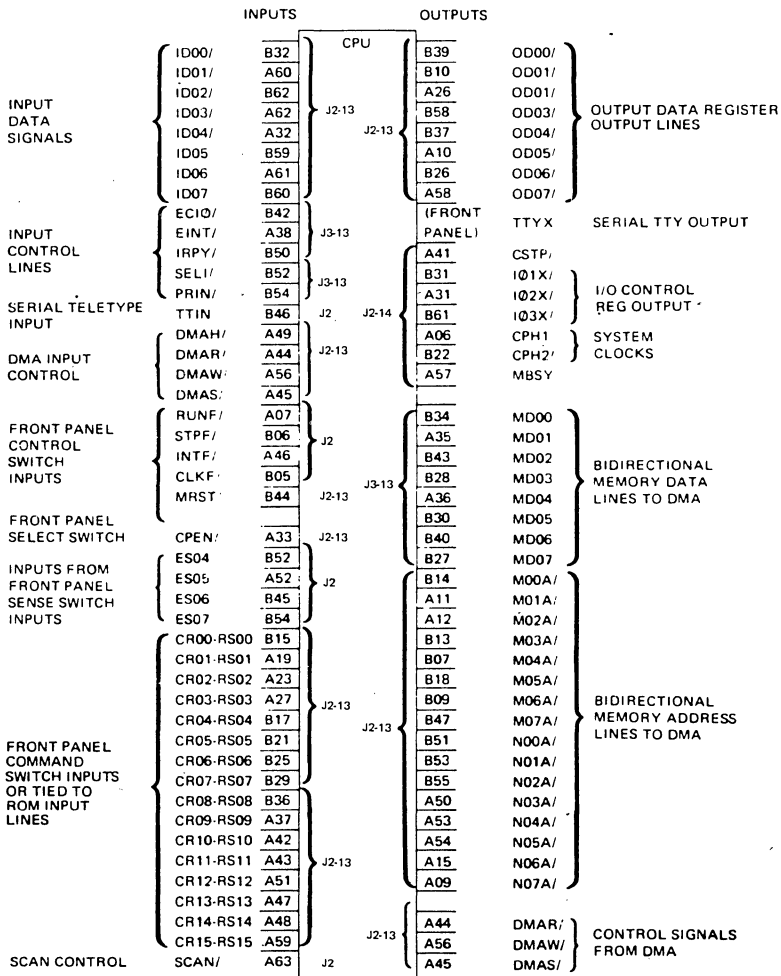 INPUTS OUTPUTS
CPU
INPUT
DATA
SIGNALS
ID00/ B32
ID01/ A60
ID02/ B62
ID03/ A62
ID04/ A32
ID05 B59
ID06 A61
ID07 B60
J2-13
INPUT
CONTROL
LINES
ECIØ/ B42
EINT/ A38
IRPY/ B50
J3-13
SELI/ B52
PRIN/ B54
J3-13
SERIAL TELETYPE
INPUT
TTIN B46 J2
DMA INPUT
CONTROL
DMAH/ A49
DMAR/ A44
DMAW/ A56
DMAS/ A45
J2-13
FRONT PANEL
CONTROL
SWITCH
INPUTS
RUNF/ A07
STPF/ B06
INTF/ A46
CLKF/ B05
J2
MRST B44 J2-13
FRONT PANEL
SELECT SWITCH
CPEN/ A33 J2-13
INPUTS FROM
FRONT PANEL
SENSE SWITCH
INPUTS
ES04 B52
ES05 A52
ES06 B45
ES07 B54
J2
FRONT PANEL
COMMAND
SWITCH INPUTS
OR TIED TO
ROM INPUT
LINES
CR00-RS00 B15
CR01-RS01 A19
CR02-RS02 A23
CR03-RS03 A27
CR04-RS04 B17
CR05-RS05 B21
CR06-RS06 B25
CR07-RS07 B29
J2-13
CR08-RS08 B36
CR09-RS09 A37
CR10-RS10 A42
CR11-RS11 A43
CR12-RS12 A51
CR13-RS13 A47
CR14-RS14 A48
CR15-RS15 A59
J2-13
SCAN CONTROL SCAN/ A63 J2
J2-13
B39 OD00/
B10 OD01/
A26 OD01/
B58 OD03/
B37 OD04/
A10 OD05/
B26 OD06/
A58 OD07/
OUTPUT DATA REGISTER
OUTPUT LINES
(FRONT
PANEL)
TTYX SERIAL TTY OUTPUT
J2-14
A41 CSTP/
B31 IØ1X/
A31 IØ2X/
B61 IØ3X/
I/O CONTROL
REG OUTPUT
A06 CPH1
B22 CPH2/
SYSTEM
CLOCKS
A57 MBSY
J3-13
B34 MD00
A35 MD01
B43 MD02
B28 MD03
A36 MD04
B30 MD05
B40 MD06
B27 MD07
BIDIRECTIONAL
MEMORY DATA
LINES TO DMA
J2-13
B14 M00A/
A11 M01A/
A12 M02A/
B13 M03A/
B07 M04A/
B18 M05A/
B09 M06A/
B47 M07A/
B51 N00A/
B53 N01A/
B55 N02A/
A50 N03A/
A53 N04A/
A54 N05A/
A15 N06A/
A09 N07A/
BIDIRECTIONAL
MEMORY ADDRESS
LINES TO DMA
J2-13
A44 DMAR/
A56 DMAW/
A45 DMAS/
CONTROL SIGNALS
FROM DMA